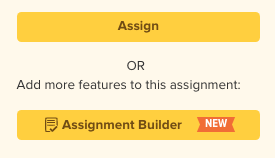 Assign
OR
Add more features to this assignment:
Assignment Builder NEW